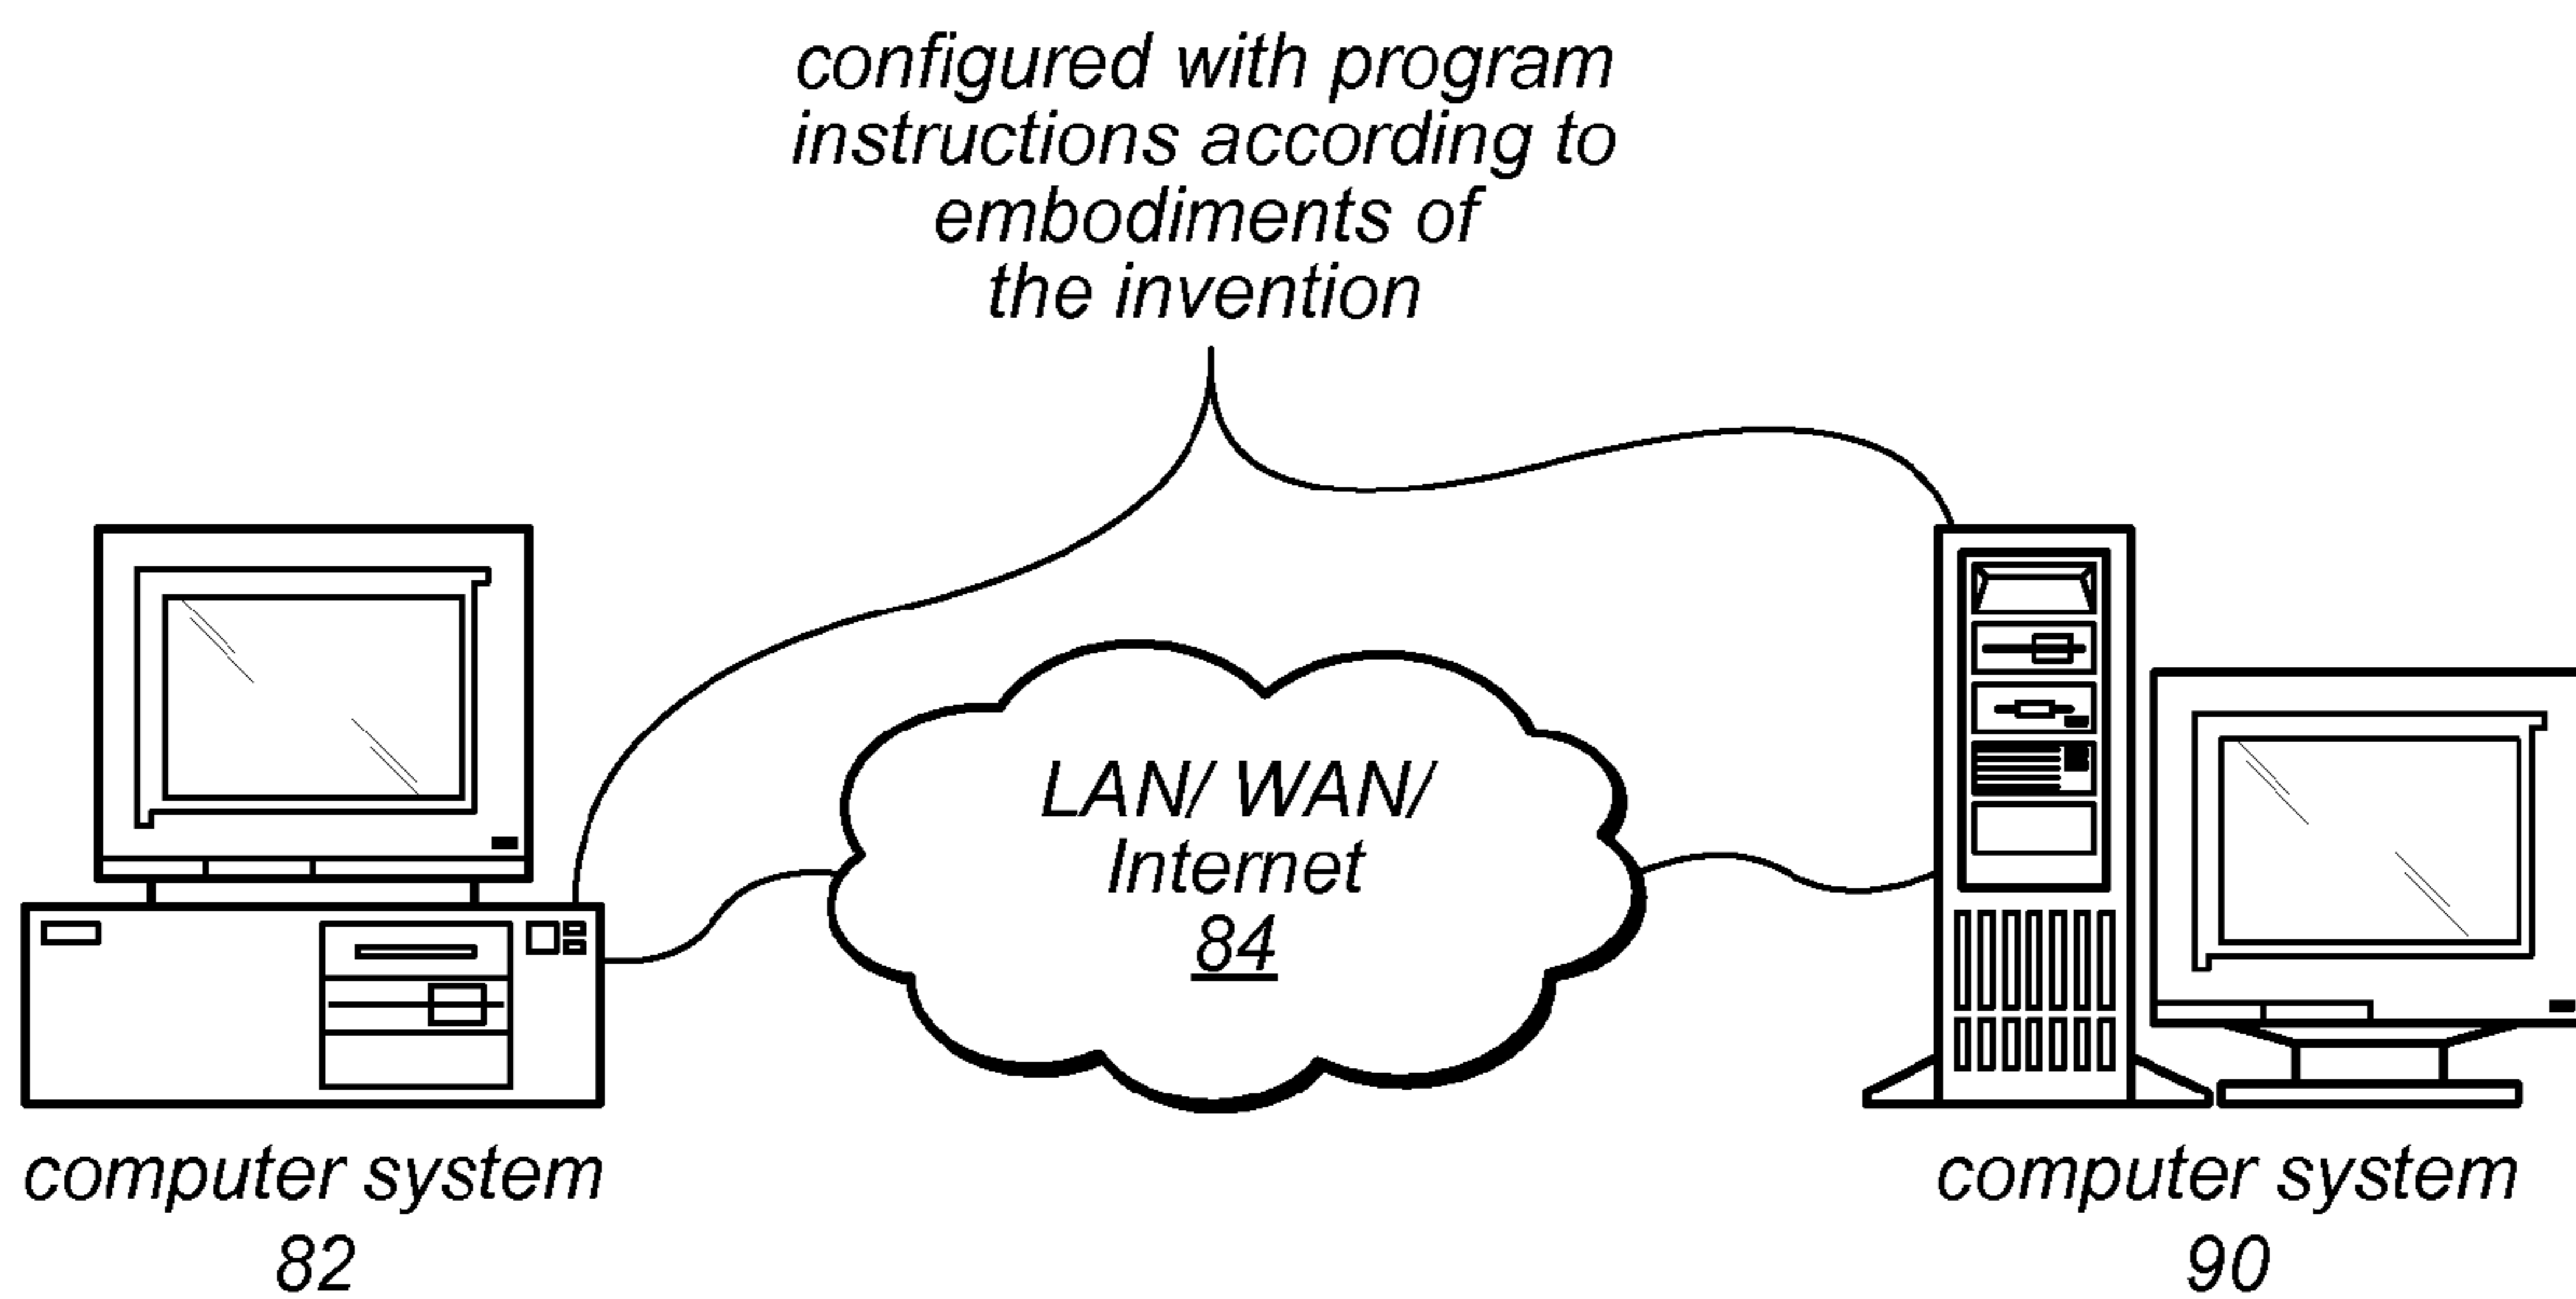 configured with program
instructions according to
embodiments of
the invention
LAN/ WAN/
Internet
84
computer system
82
computer system
90